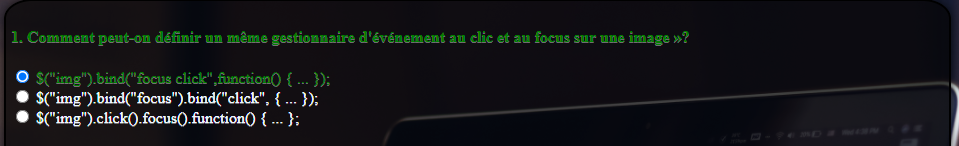 1. Comment peut-on définir un même gestionnaire d'événement au clic et au focus sur une image »?
$("img").bind("focus click",function() { ... });
$("img").bind("focus").bind("click", { ... });
$("img").click().focus().function() { ... };